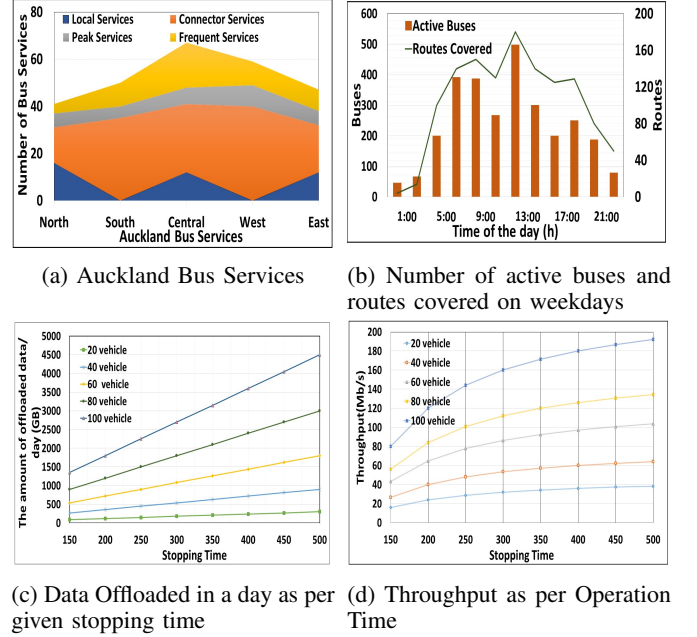 80
60
40
20
0
Number of Bus Services
Local Services
Connector Services
Peak Services
Frequent Services
North South Central West East
Auckland Bus Services
(a) Auckland Bus Services
600
500
400
300
200
100
0
Buses
Active Buses
Routes Covered
200
160
120
80
40
0
Routes
1:00 5:00 9:00 13:00 17:00 21:00
Time of the day (h)
(b) Number of active buses and
routes covered on weekdays
5000
4500
4000
3500
3000
2500
2000
1500
1000
500
0
The amount of offloaded data/
day (GB)
20 vehicle
40 vehicle
60 vehicle
80 vehicle
100 vehicle
150 200 250 300 350 400 450 500
Stopping Time
(c) Data Offloaded in a day as per
given stopping time
200
180
160
140
120
100
80
60
40
20
0
Throughput(Mb/s)
20 vehicle
40 vehicle
60 vehicle
80 vehicle
100 vehicle
150 200 250 300 350 400 450 500
Stopping Time
(d) Throughput as per Operation
Time